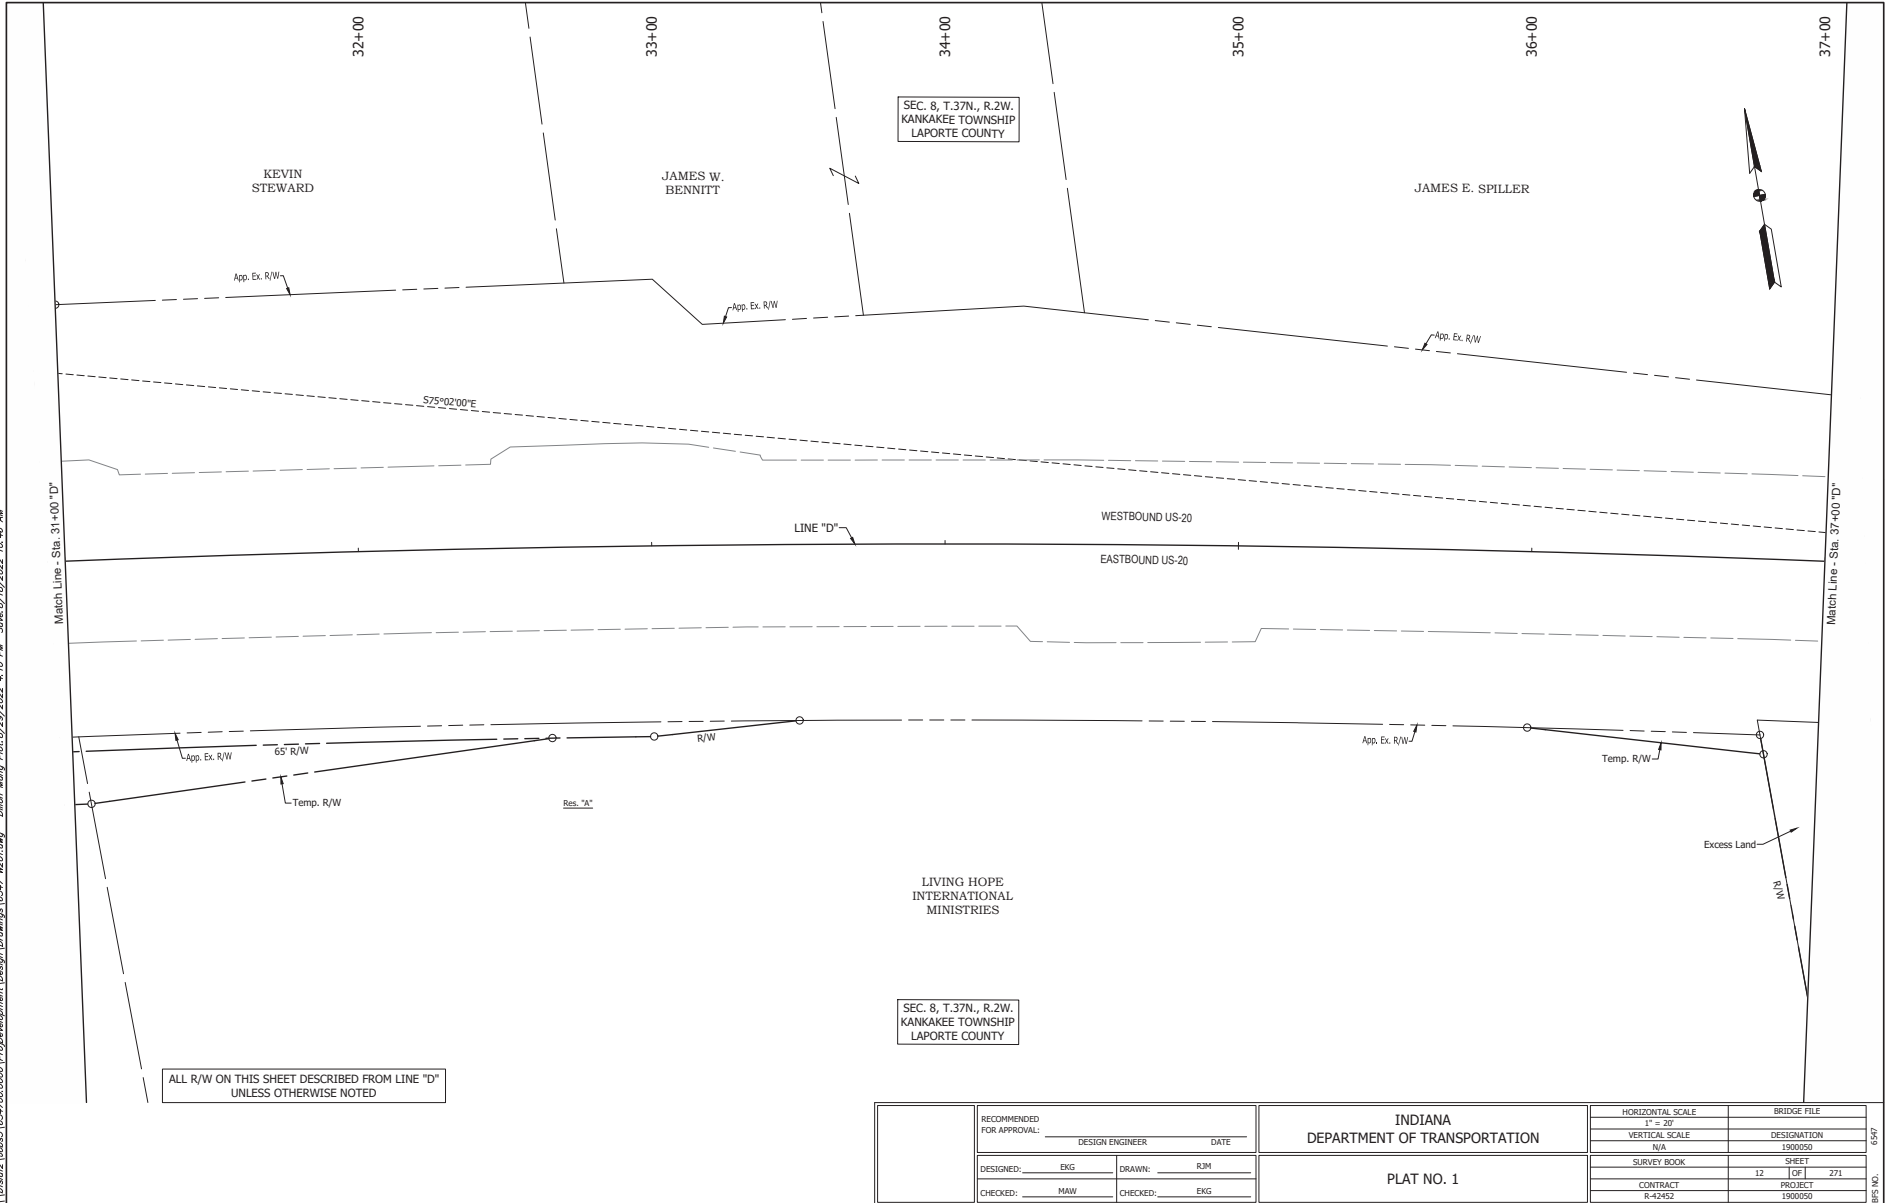 32+00
33+00
34+00
35+00
36+00
37+00
SEC. 8, T.37N., R.2W.
KANKAKEE TOWNSHIP
LAPORTE COUNTY
KEVIN
STEWARD
JAMES W.
BENNITT
JAMES E. SPILLER
App. Ex. R/W
App. Ex. R/W
App. Ex. R/W
S75°02'00"E
Match Line - Sta. 31+00 "D"
Match Line - Sta. 37+00 "D"
WESTBOUND US-20
LINE "D"
EASTBOUND US-20
App. Ex. R/W
65' R/W
R/W
App. Ex. R/W
Temp. R/W
Temp. R/W
Res. "A"
Excess Land
R/W
LIVING HOPE
INTERNATIONAL
MINISTRIES
SEC. 8, T.37N., R.2W.
KANKAKEE TOWNSHIP
LAPORTE COUNTY
ALL R/W ON THIS SHEET DESCRIBED FROM LINE "D"
UNLESS OTHERWISE NOTED
RECOMMENDED
FOR APPROVAL:
DESIGN ENGINEER DATE
DESIGNED: EKG DRAWN: RJM
CHECKED: MAW CHECKED: EKG
INDIANA
DEPARTMENT OF TRANSPORTATION
PLAT NO. 1
HORIZONTAL SCALE
1" = 20'
VERTICAL SCALE
N/A
SURVEY BOOK
CONTRACT
R-42452
BRIDGE FILE
DESIGNATION
1900050
SHEET
12 OF 271
PROJECT
1900050
BFS NO. 6547